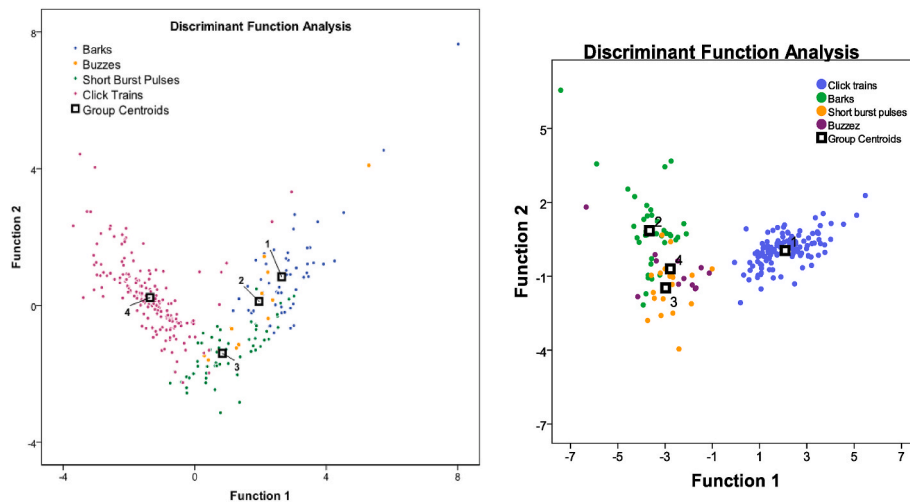 Discriminant Function Analysis
Barks
Buzzes
Short Burst Pulses
Click Trains
Group Centroids
8
4
0
-4
Function 2
1
2
3
4
-4
0
4
8
Function 1
Discriminant Function Analysis
Click trains
Barks
Short burst pulses
Buzzez
Group Centroids
5
2
-1
-4
-7
Function 2
2
1
4
3
-7
-5
-3
-1
1
3
5
7
Function 1